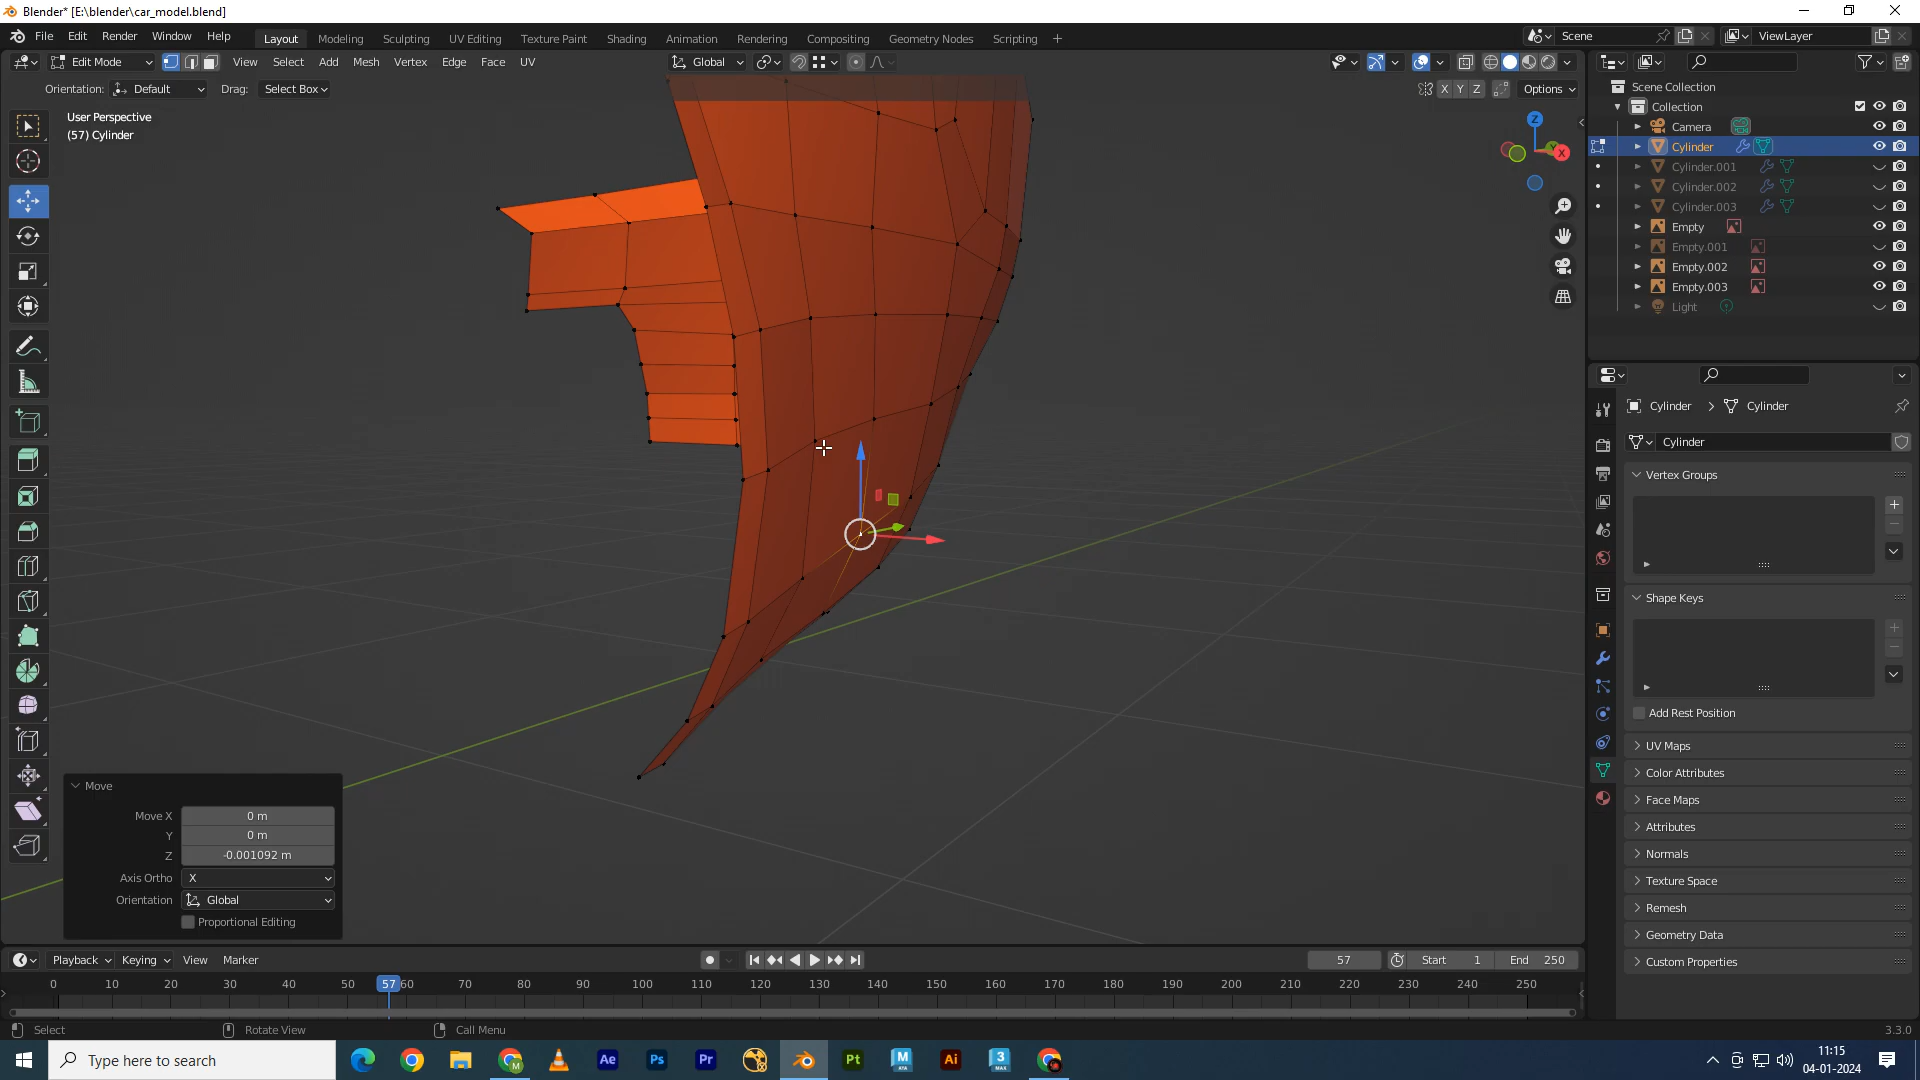 Blender* [E:\blender\car_model.blend]
File Edit Render Window Help Layout Modeling Sculpting UV Editing Texture Paint Shading Animation Rendering Compositing Geometry Nodes Scripting + Scene ViewLayer
Edit Mode View Select Add Mesh Vertex Edge Face UV Global
Orientation: Default Drag: Select Box X Y Z Options
User Perspective
(57) Cylinder
Z
X
Scene Collection
Collection
Camera
Cylinder
Cylinder.001
Cylinder.002
Cylinder.003
Empty
Empty.001
Empty.002
Empty.003
Light
Cylinder > Cylinder
Cylinder
Vertex Groups
Shape Keys
Add Rest Position
UV Maps
Color Attributes
Face Maps
Attributes
Normals
Texture Space
Remesh
Geometry Data
Custom Properties
Move
Move X 0 m
Y 0 m
Z -0.001092 m
Axis Ortho X
Orientation Global
Proportional Editing
Playback Keying View Marker 57 Start 1 End 250
0 10 20 30 40 50 57 60 70 80 90 100 110 120 130 140 150 160 170 180 190 200 210 220 230 240 250
Select Rotate View Call Menu 3.3.0
Type here to search Ae Ps Pr Pt M Ai 3 11:15
04-01-2024